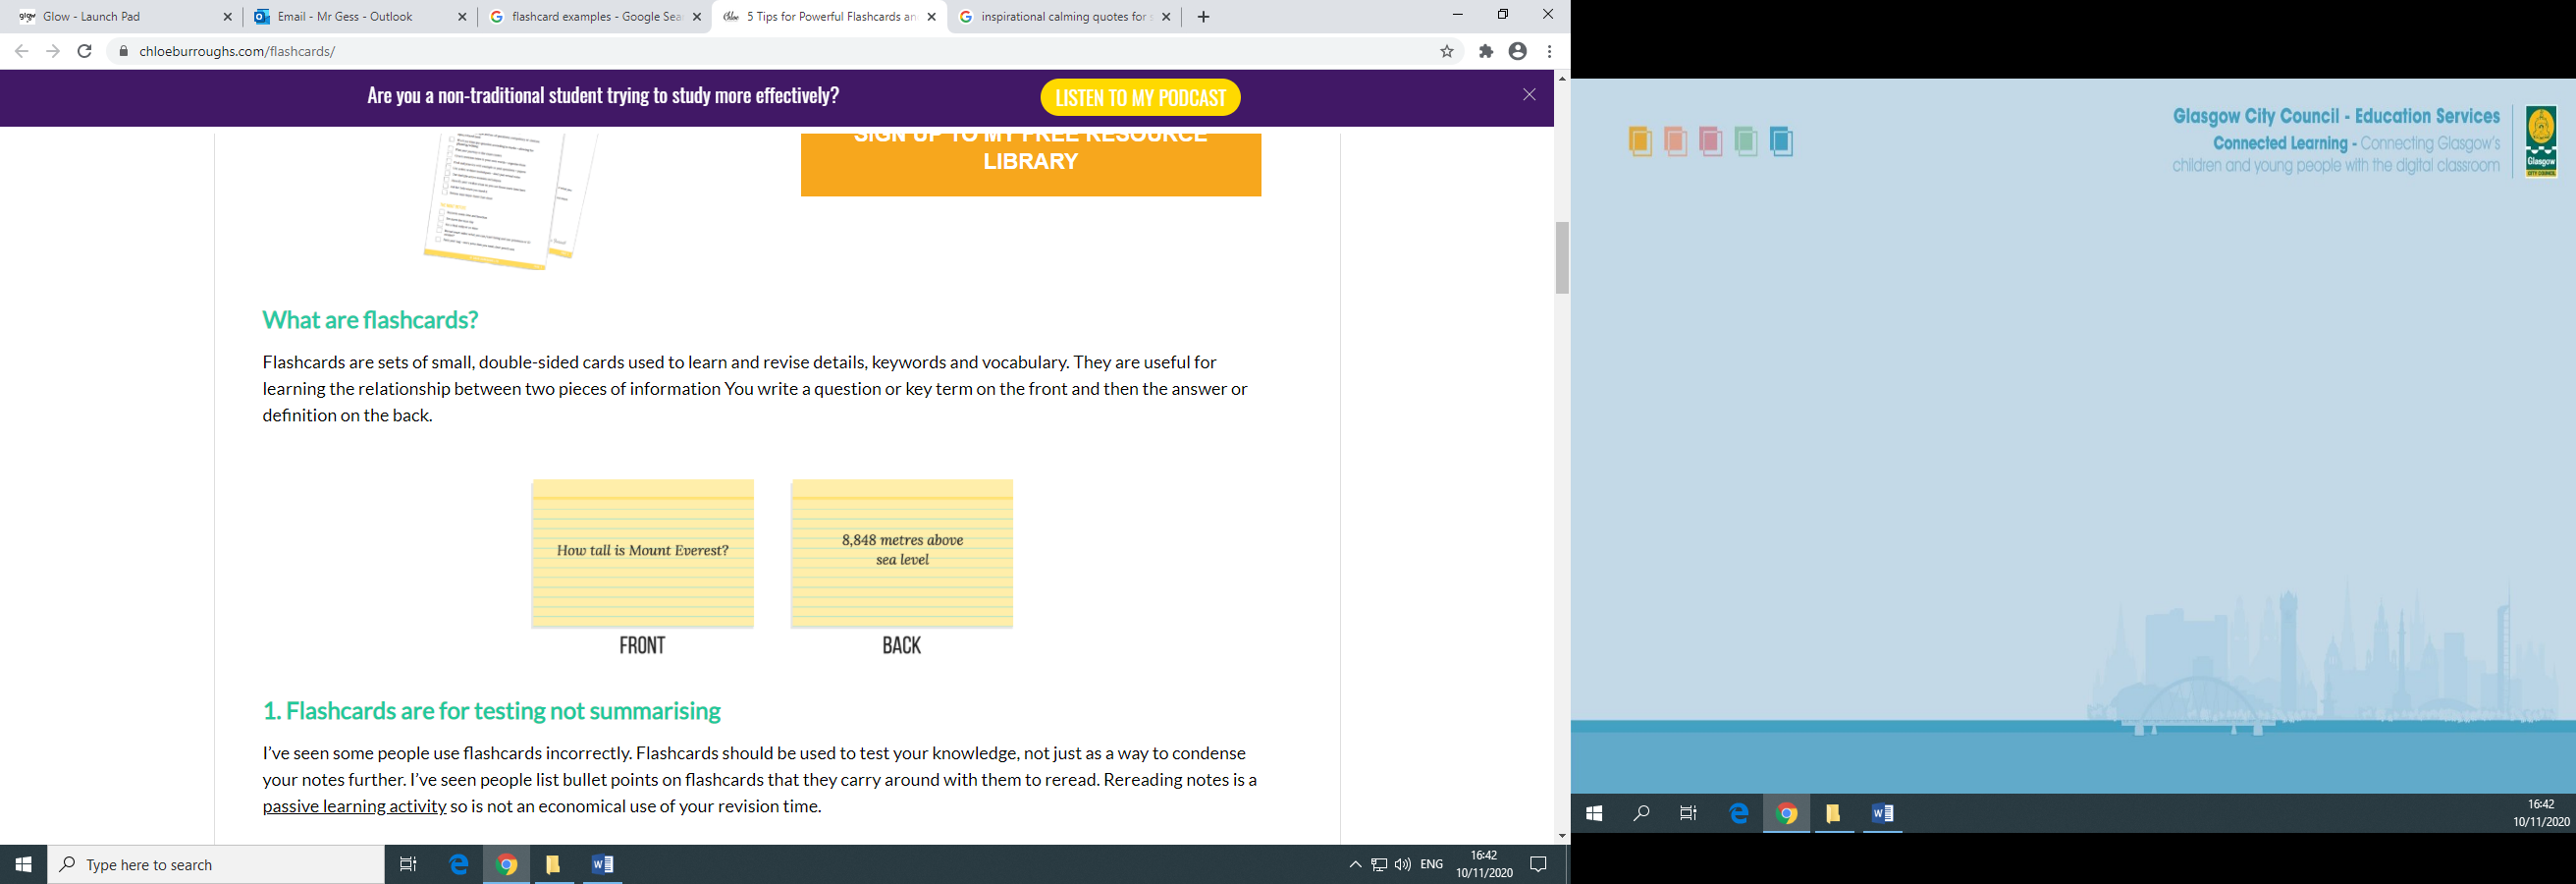 Glow - Launch Pad
Email - Mr Gess - Outlook
flashcard examples - Google Sea
5 Tips for Powerful Flashcards an
inspirational calming quotes for s
chloeburroughs.com/flashcards/
Are you a non-traditional student trying to study more effectively?
LISTEN TO MY PODCAST
SIGN UP TO MY FREE RESOURCE
LIBRARY
What are flashcards?
Flashcards are sets of small, double-sided cards used to learn and revise details, keywords and vocabulary. They are useful for
learning the relationship between two pieces of information You write a question or key term on the front and then the answer or
definition on the back.
How tall is Mount Everest?
FRONT
8,848 metres above
sea level
BACK
1. Flashcards are for testing not summarising
I've seen some people use flashcards incorrectly. Flashcards should be used to test your knowledge, not just as a way to condense
your notes further. I've seen people list bullet points on flashcards that they carry around with them to reread. Rereading notes is a
passive learning activity so is not an economical use of your revision time.
Type here to search
ENG
16:42
10/11/2020
Glasgow City Council - Education Services
Connected Learning - Connecting Glasgow's
children and young people with the digital classroom
Glasgow
CITY COUNCIL
16:42
10/11/2020